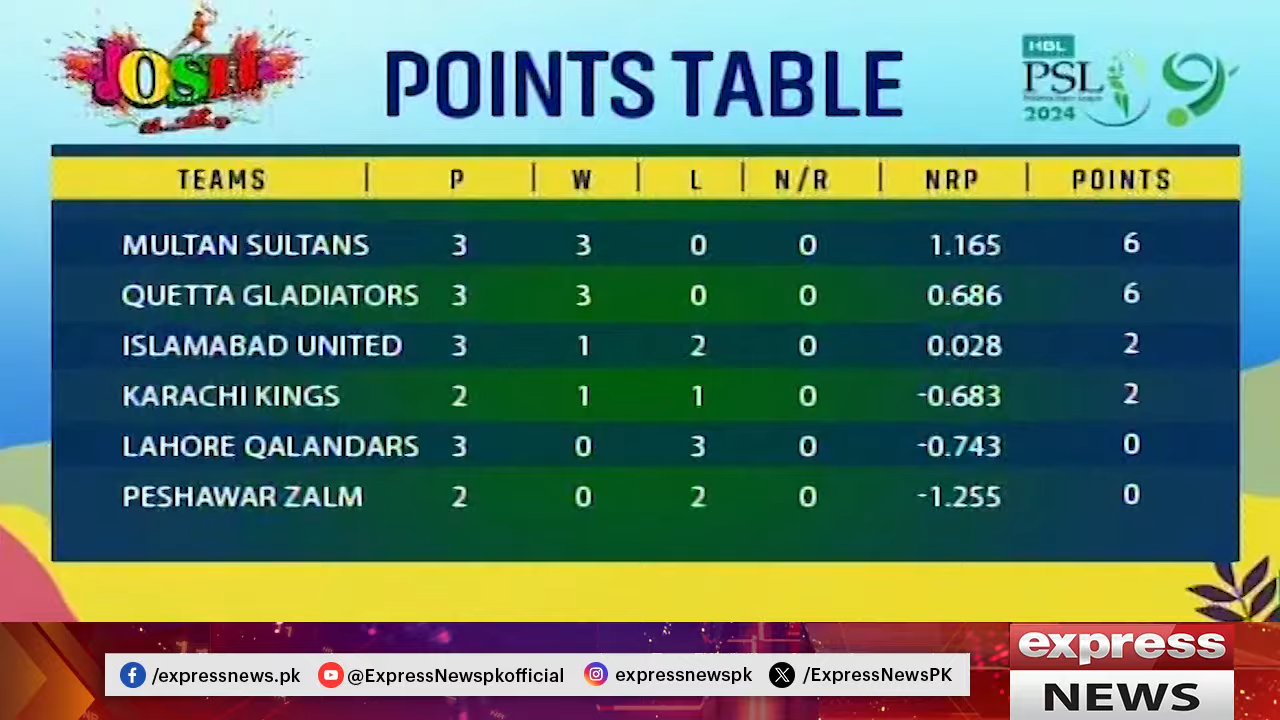 JOSH
POINTS TABLE
HBL
PSL
2024
9
TEAMS | P | W | L | N/R | NRP | POINTS
MULTAN SULTANS 3 3 0 0 1.165 6
QUETTA GLADIATORS 3 3 0 0 0.686 6
ISLAMABAD UNITED 3 1 2 0 0.028 2
KARACHI KINGS 2 1 1 0 -0.683 2
LAHORE QALANDARS 3 0 3 0 -0.743 0
PESHAWAR ZALM 2 0 2 0 -1.255 0
/expressnews.pk @ExpressNewspkofficial expressnewspk /ExpressNewsPK
express
NEWS